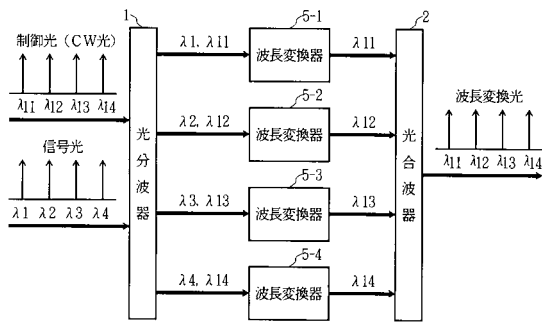 制御光(CW光)
λ11 λ12 λ13 λ14
信号光
λ1 λ2 λ3 λ4
1
光分波器
λ1, λ11
5-1
波長変換器
λ11
λ2, λ12
5-2
波長変換器
λ12
λ3, λ13
5-3
波長変換器
λ13
λ4, λ14
5-4
波長変換器
λ14
2
光合波器
波長変換光
λ11 λ12 λ13 λ14